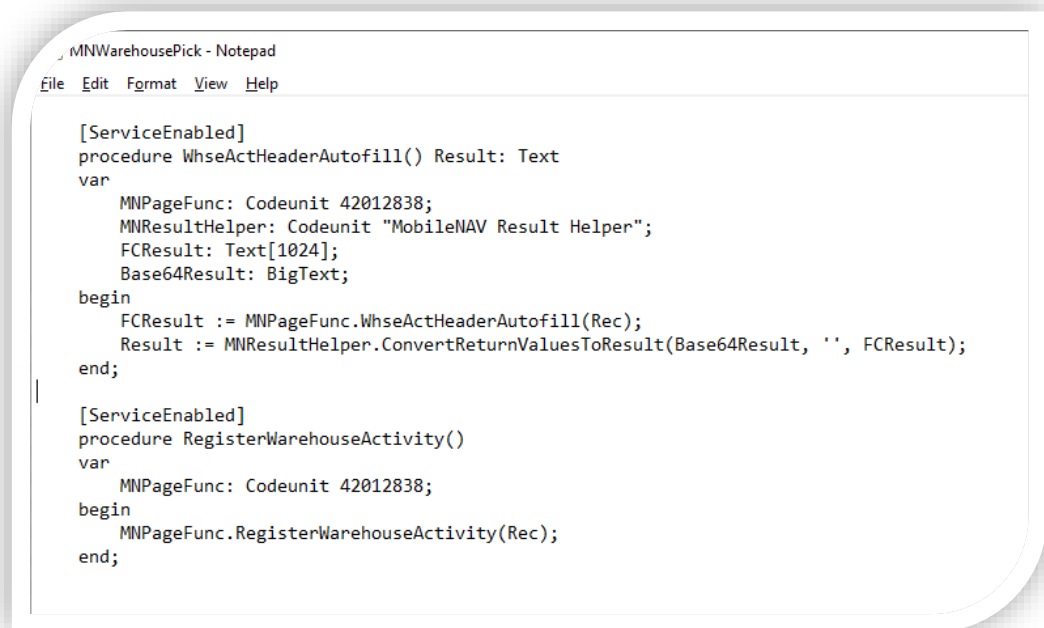 MNWarehousePick - Notepad
File Edit Format View Help
[ServiceEnabled]
procedure WhseActHeaderAutofill() Result: Text
var
    MNPageFunc: Codeunit 42012838;
    MNResultHelper: Codeunit "MobileNAV Result Helper";
    FCResult: Text[1024];
    Base64Result: BigText;
begin
    FCResult := MNPageFunc.WhseActHeaderAutofill(Rec);
    Result := MNResultHelper.ConvertReturnValuesToResult(Base64Result, '', FCResult);
end;
[ServiceEnabled]
procedure RegisterWarehouseActivity()
var
    MNPageFunc: Codeunit 42012838;
begin
    MNPageFunc.RegisterWarehouseActivity(Rec);
end;